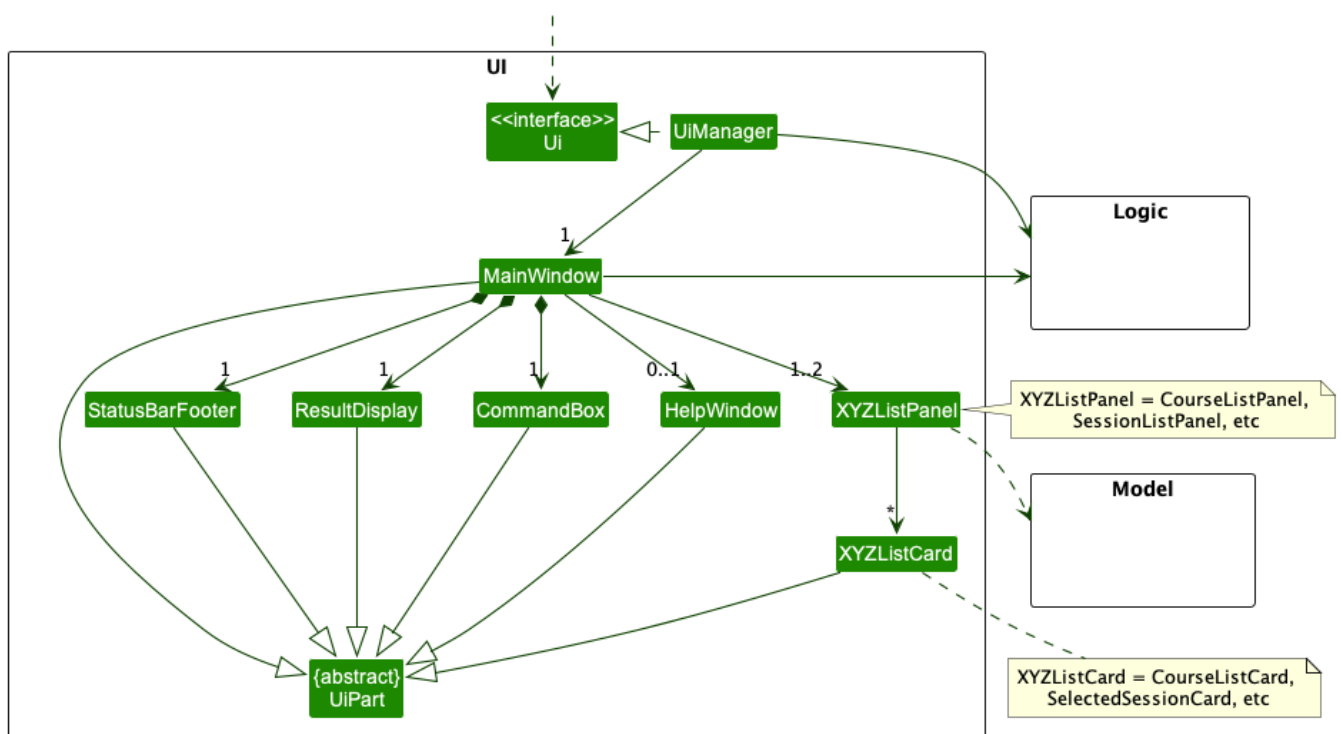 UI
<<interface>>
Ui
UiManager
Logic
1
MainWindow
1
1
1
0..1
1..2
StatusBarFooter
ResultDisplay
CommandBox
HelpWindow
XYZListPanel
XYZListPanel = CourseListPanel,
SessionListPanel, etc
Model
*
XYZListCard
{abstract}
UiPart
XYZListCard = CourseListCard,
SelectedSessionCard, etc